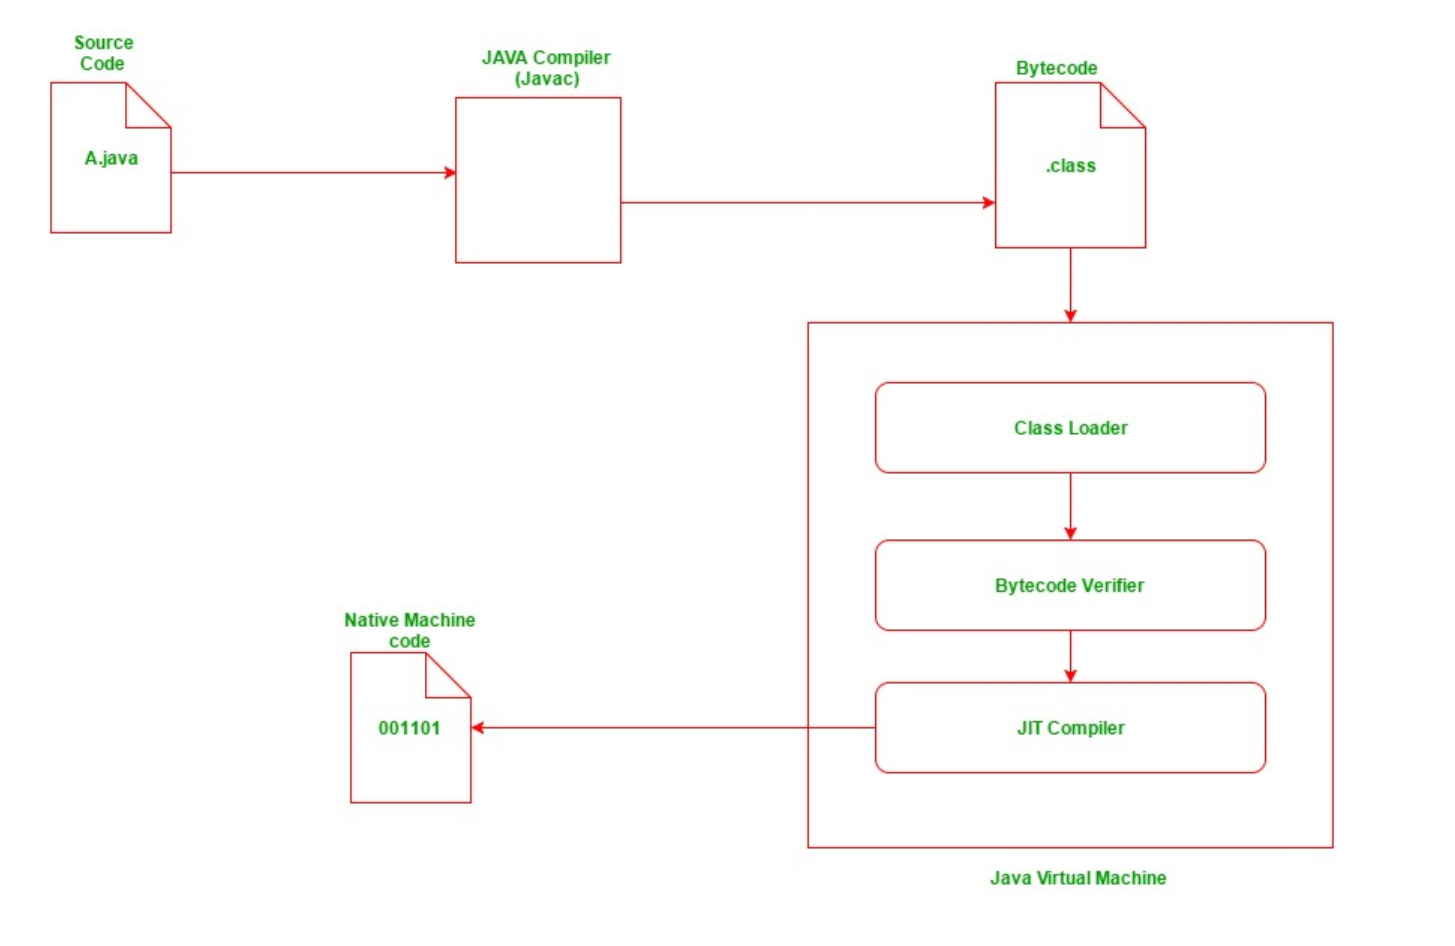 Source
Code
A.java
JAVA Compiler
(Javac)
Bytecode
.class
Class Loader
Bytecode Verifier
JIT Compiler
Java Virtual Machine
Native Machine
code
001101